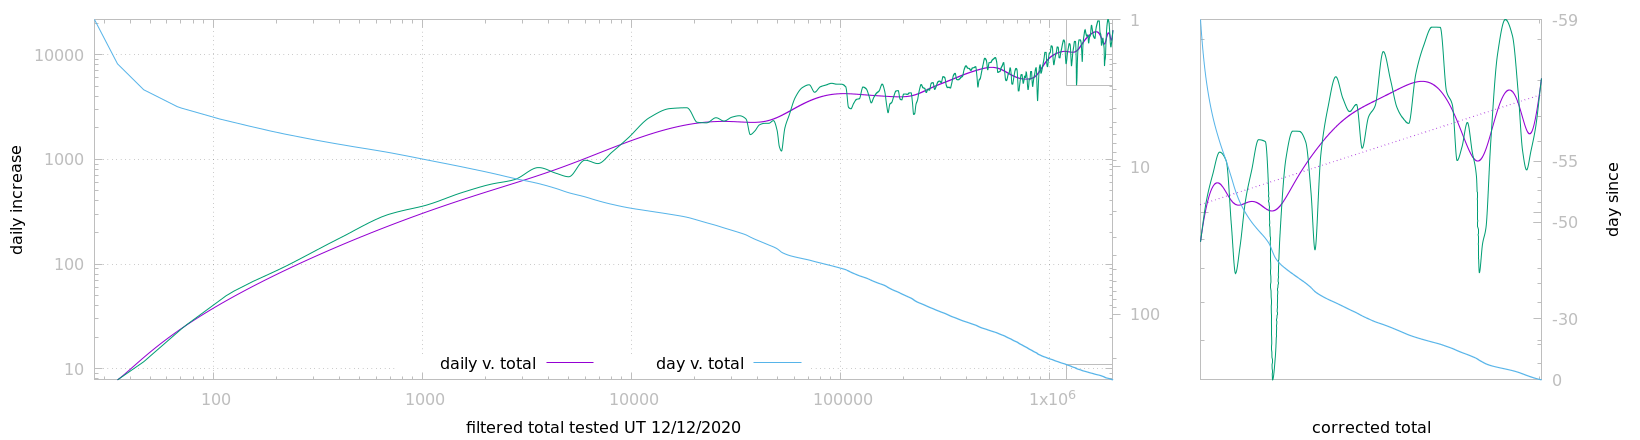 10000
1000
100
10
daily increase
daily v. total
day v. total
100
1000
10000
100000
1x10^6
filtered total tested UT 12/12/2020
1
10
100
-59
-55
-50
-30
0
day since
corrected total